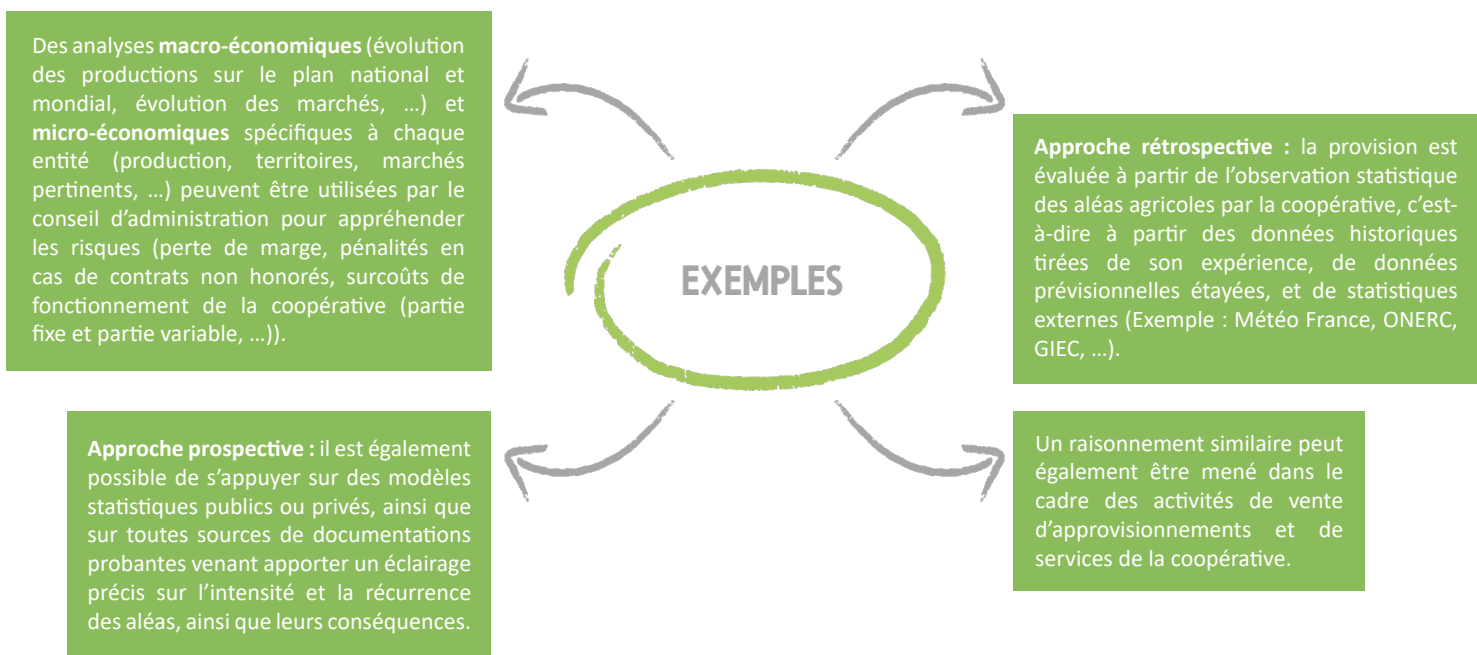 Des analyses macro-économiques (évolution
des productions sur le plan national et
mondial, évolution des marchés, ...) et
micro-économiques spécifiques à chaque
entité (production, territoires, marchés
pertinents, ...) peuvent être utilisées par le
conseil d’administration pour appréhender
les risques (perte de marge, pénalités en
cas de contrats non honorés, surcoûts de
fonctionnement de la coopérative (partie
fixe et partie variable, ...)).
Approche rétrospective : la provision est
évaluée à partir de l’observation statistique
des aléas agricoles par la coopérative, c’est-
à-dire à partir des données historiques
tirées de son expérience, de données
prévisionnelles étayées, et de statistiques
externes (Exemple : Météo France, ONERC,
GIEC, ...).
EXEMPLES
Approche prospective : il est également
possible de s’appuyer sur des modèles
statistiques publics ou privés, ainsi que
sur toutes sources de documentations
probantes venant apporter un éclairage
précis sur l’intensité et la récurrence
des aléas, ainsi que leurs conséquences.
Un raisonnement similaire peut
également être mené dans le
cadre des activités de vente
d’approvisionnements et de
services de la coopérative.